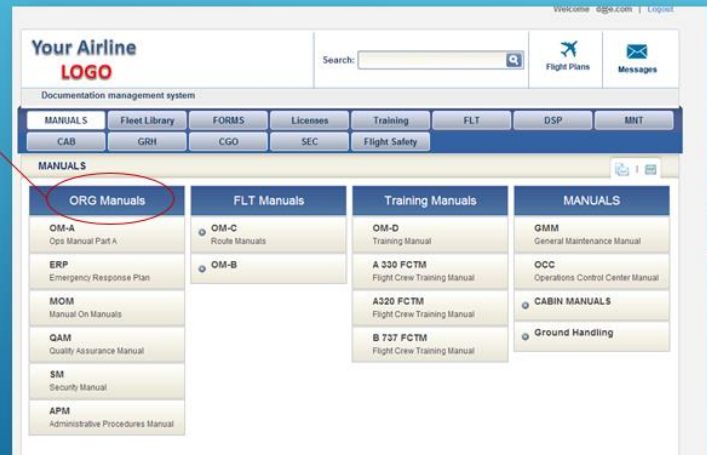 Welcome d@e.com | Logout
Your Airline
LOGO
Search:
Flight Plans
Messages
Documentation management system
MANUALS Fleet Library FORMS Licenses Training FLT DSP MNT
CAB GRH CGO SEC Flight Safety
MANUALS
ORG Manuals
OM-A
Ops Manual Part A
ERP
Emergency Response Plan
MOM
Manual On Manuals
QAM
Quality Assurance Manual
SM
Security Manual
APM
Administrative Procedures Manual
FLT Manuals
OM-C
Route Manuals
OM-B
Training Manuals
OM-D
Training Manual
A 330 FCTM
Flight Crew Training Manual
A320 FCTM
Flight Crew Training Manual
B 737 FCTM
Flight Crew Training Manual
MANUALS
GMM
General Maintenance Manual
OCC
Operations Control Center Manual
CABIN MANUALS
Ground Handling